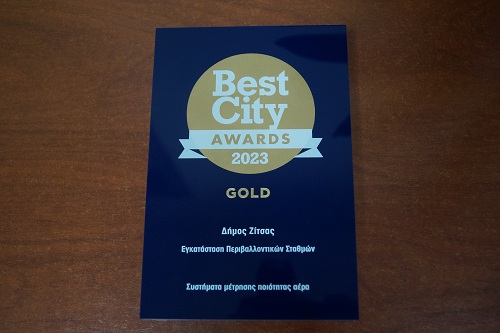 Best
City
AWARDS
2023
GOLD
Δήμος Ζίτσας
Εγκατάσταση Περιβαλλοντικών Σταθμών
Συστήματα μέτρησης ποιότητας αέρα